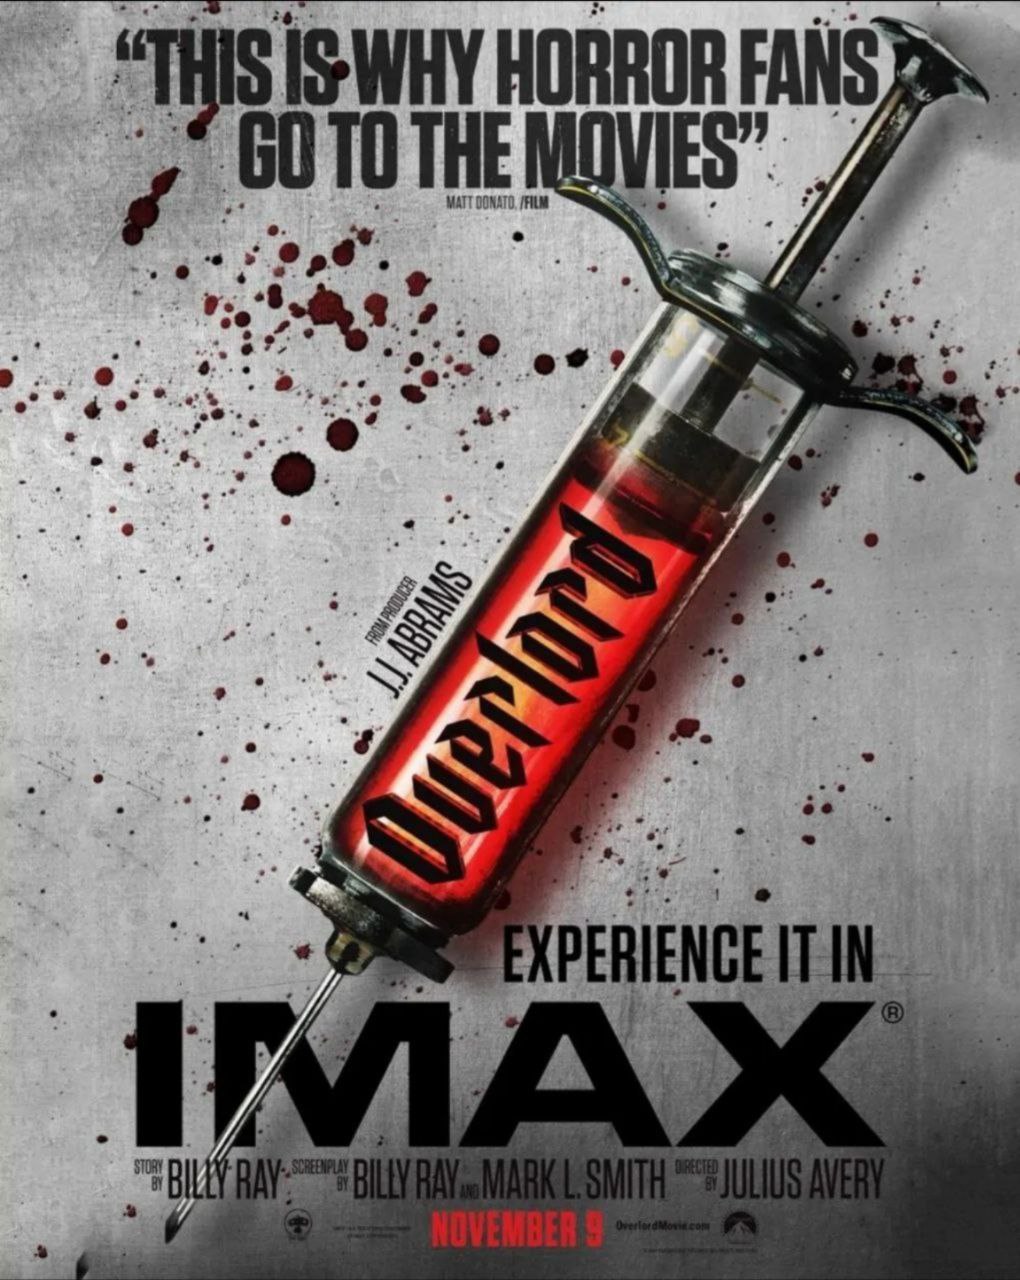 “THIS IS WHY HORROR FANS
GO TO THE MOVIES”
MATT DONATO, /FILM
FROM PRODUCER
J.J. ABRAMS
Overlord
EXPERIENCE IT IN
IMAX®
STORY BY BILLY RAY SCREENPLAY BY BILLY RAY AND MARK L. SMITH DIRECTED BY JULIUS AVERY
NOVEMBER 9 OverlordMovie.com